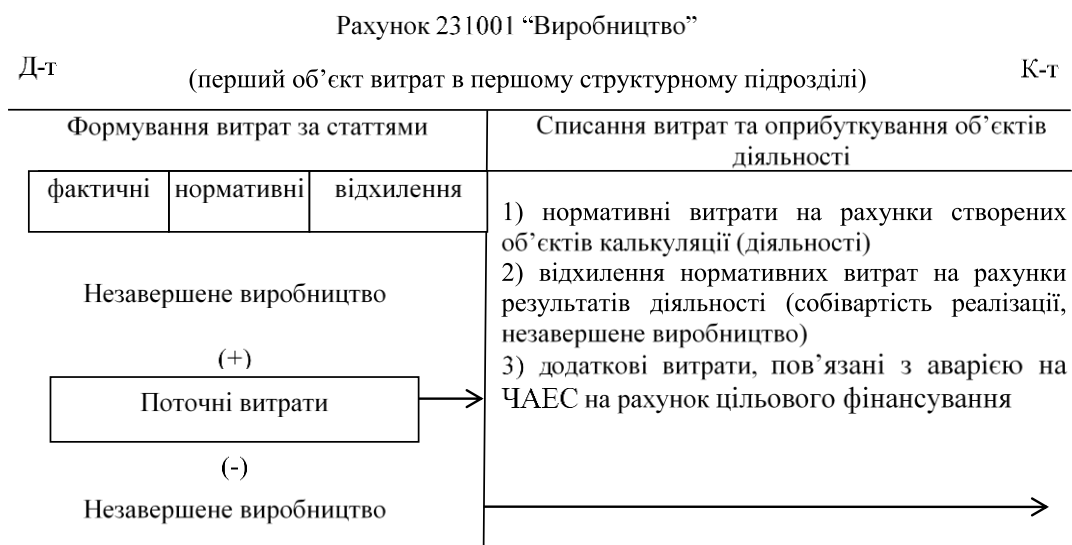 Рахунок 231001 “Виробництво”
Д-т
(перший об’єкт витрат в першому структурному підрозділі)
К-т
Формування витрат за статтями
Списання витрат та оприбуткування об’єктів
діяльності
фактичні
нормативні
відхилення
1) нормативні витрати на рахунки створених
об’єктів калькуляції (діяльності)
2) відхилення нормативних витрат на рахунки
результатів діяльності (собівартість реалізації,
незавершене виробництво)
3) додаткові витрати, пов’язані з аварією на
ЧАЕС на рахунок цільового фінансування
Незавершене виробництво
(+)
Поточні витрати
(-)
Незавершене виробництво